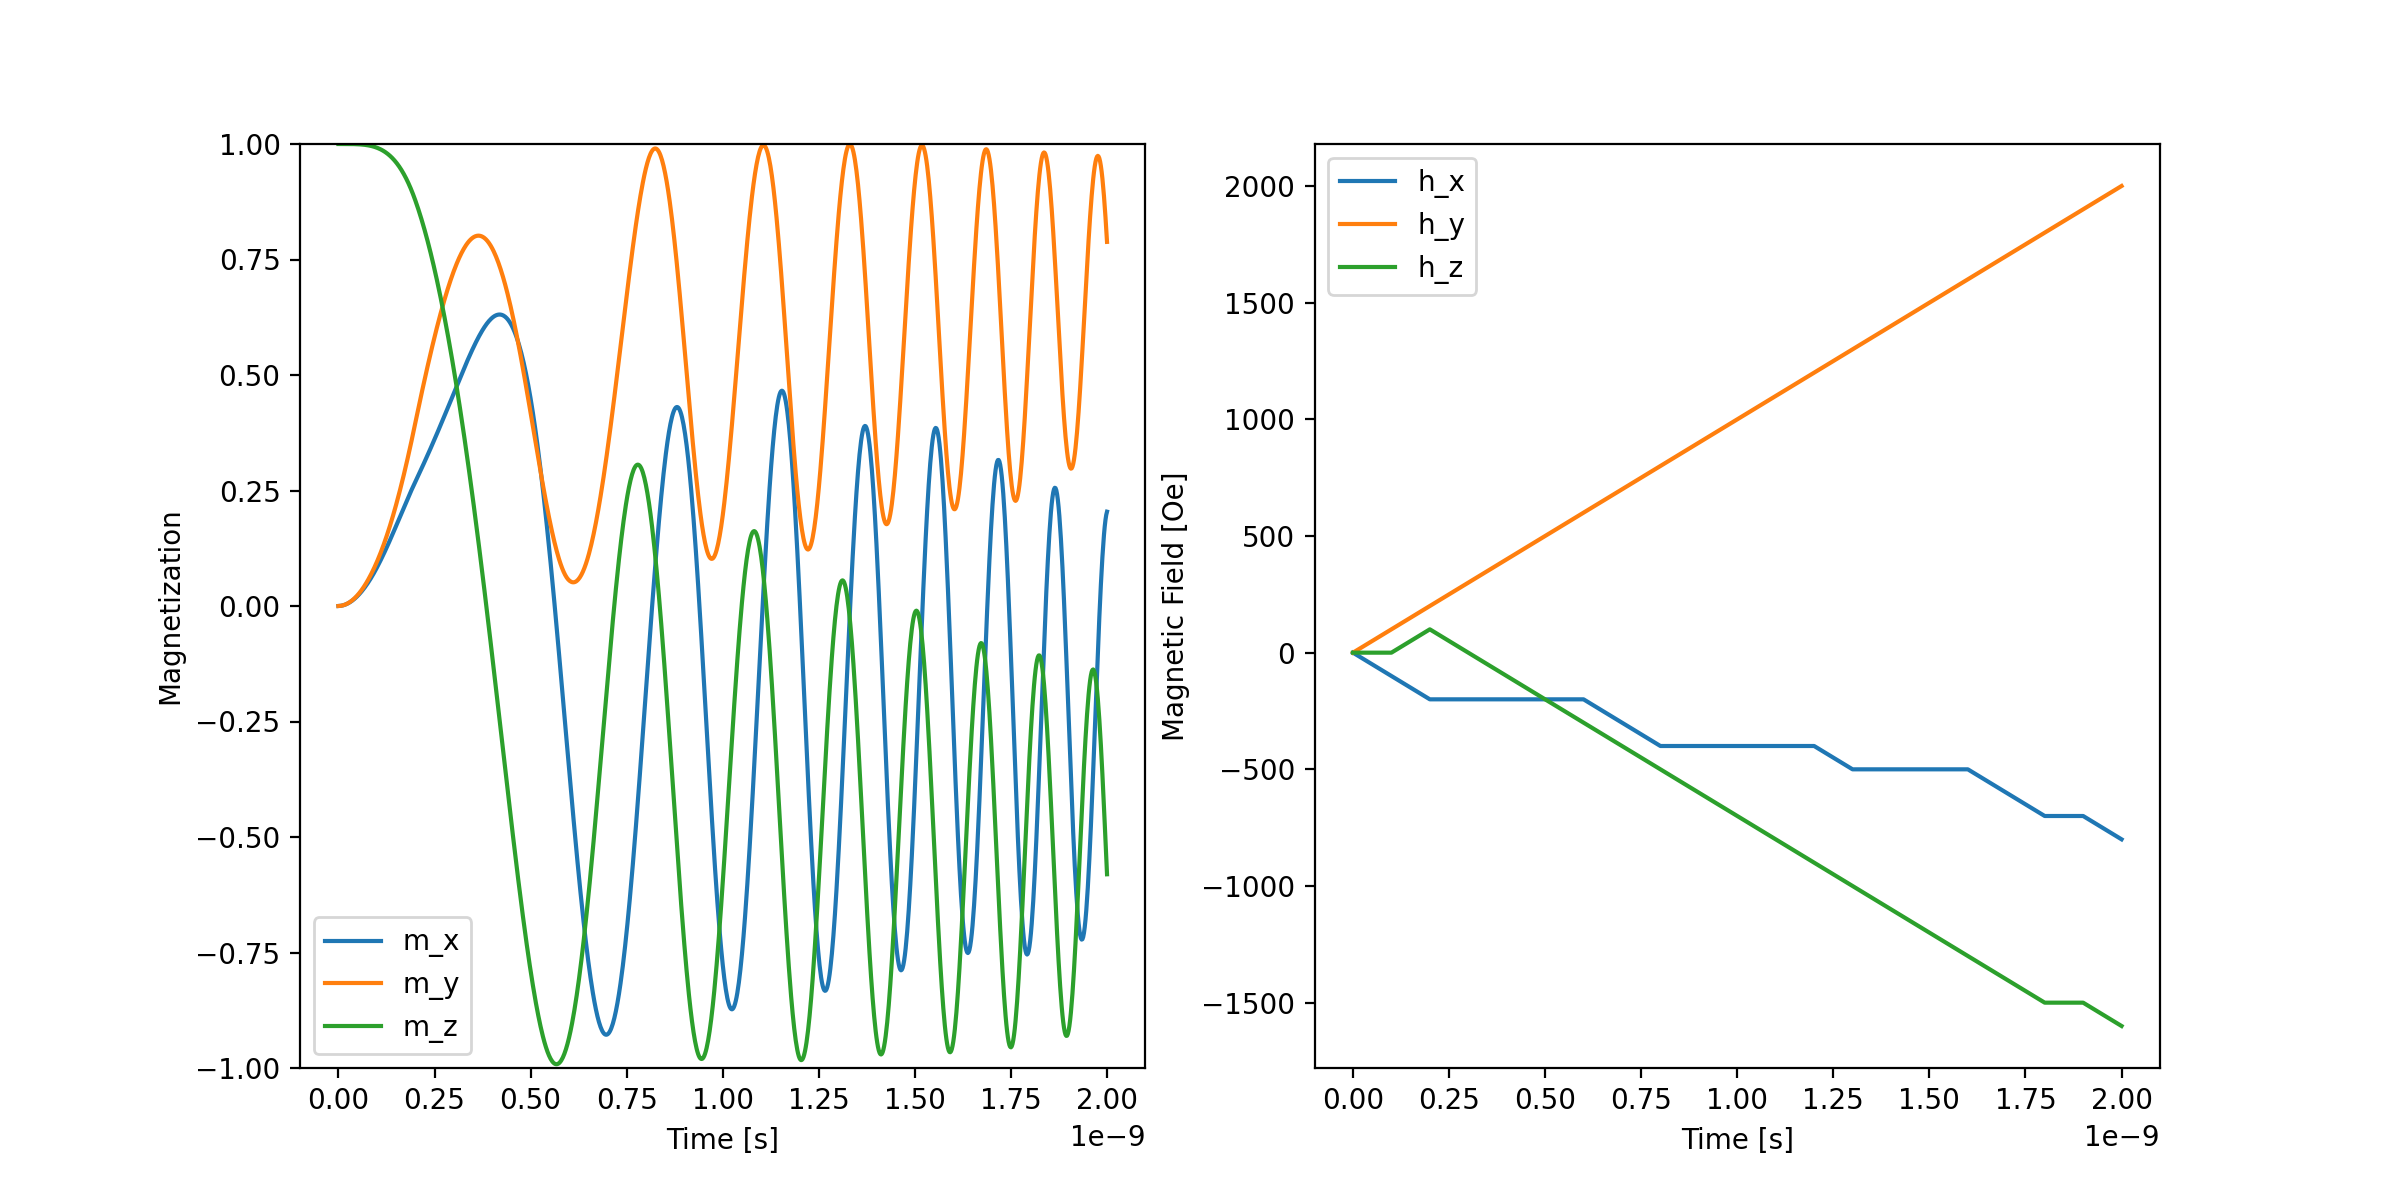 1.00
0.75
0.50
0.25
0.00
−0.25
−0.50
−0.75
−1.00
Magnetization
m_x
m_y
m_z
0.00 0.25 0.50 0.75 1.00 1.25 1.50 1.75 2.00
Time [s]
1e−9
2000
1500
1000
500
0
−500
−1000
−1500
Magnetic Field [Oe]
h_x
h_y
h_z
0.00 0.25 0.50 0.75 1.00 1.25 1.50 1.75 2.00
Time [s]
1e−9